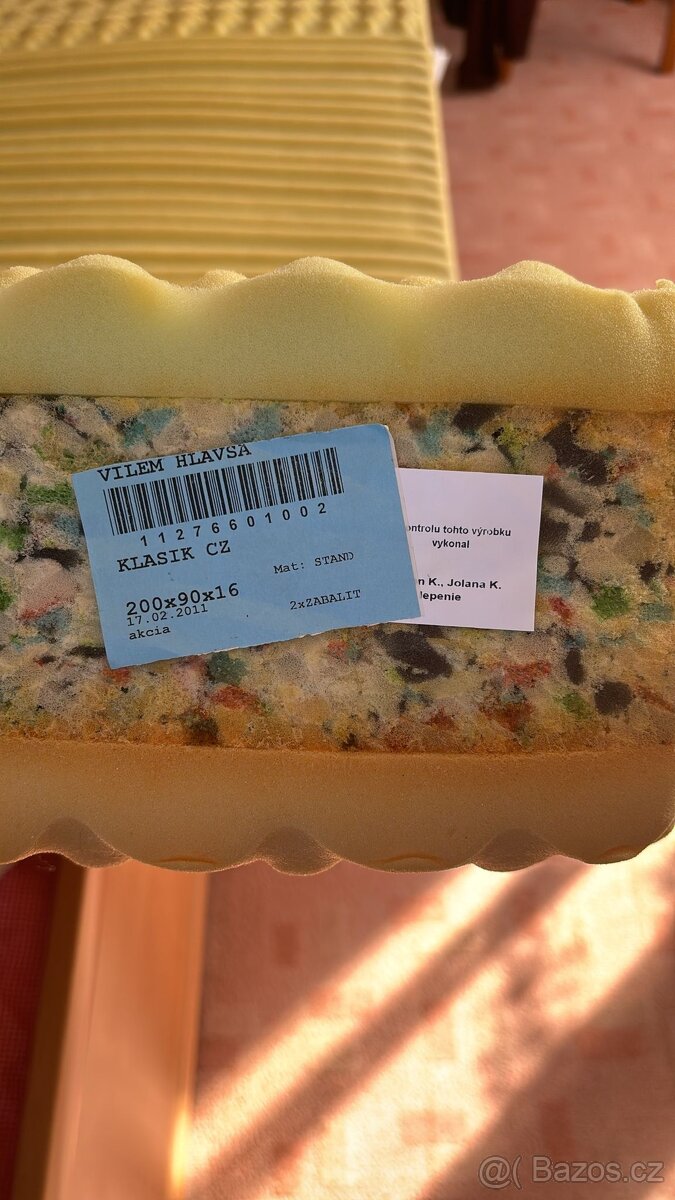 VILEM HLAVSA
11276601002
KLASIK CZ
Mat: STAND
200x90x16
17.02.2011
2xZABALIT
akcia
ontrolu tohto výrobku
vykonal
n K., Jolana K.
lepenie
@( Bazos.cz